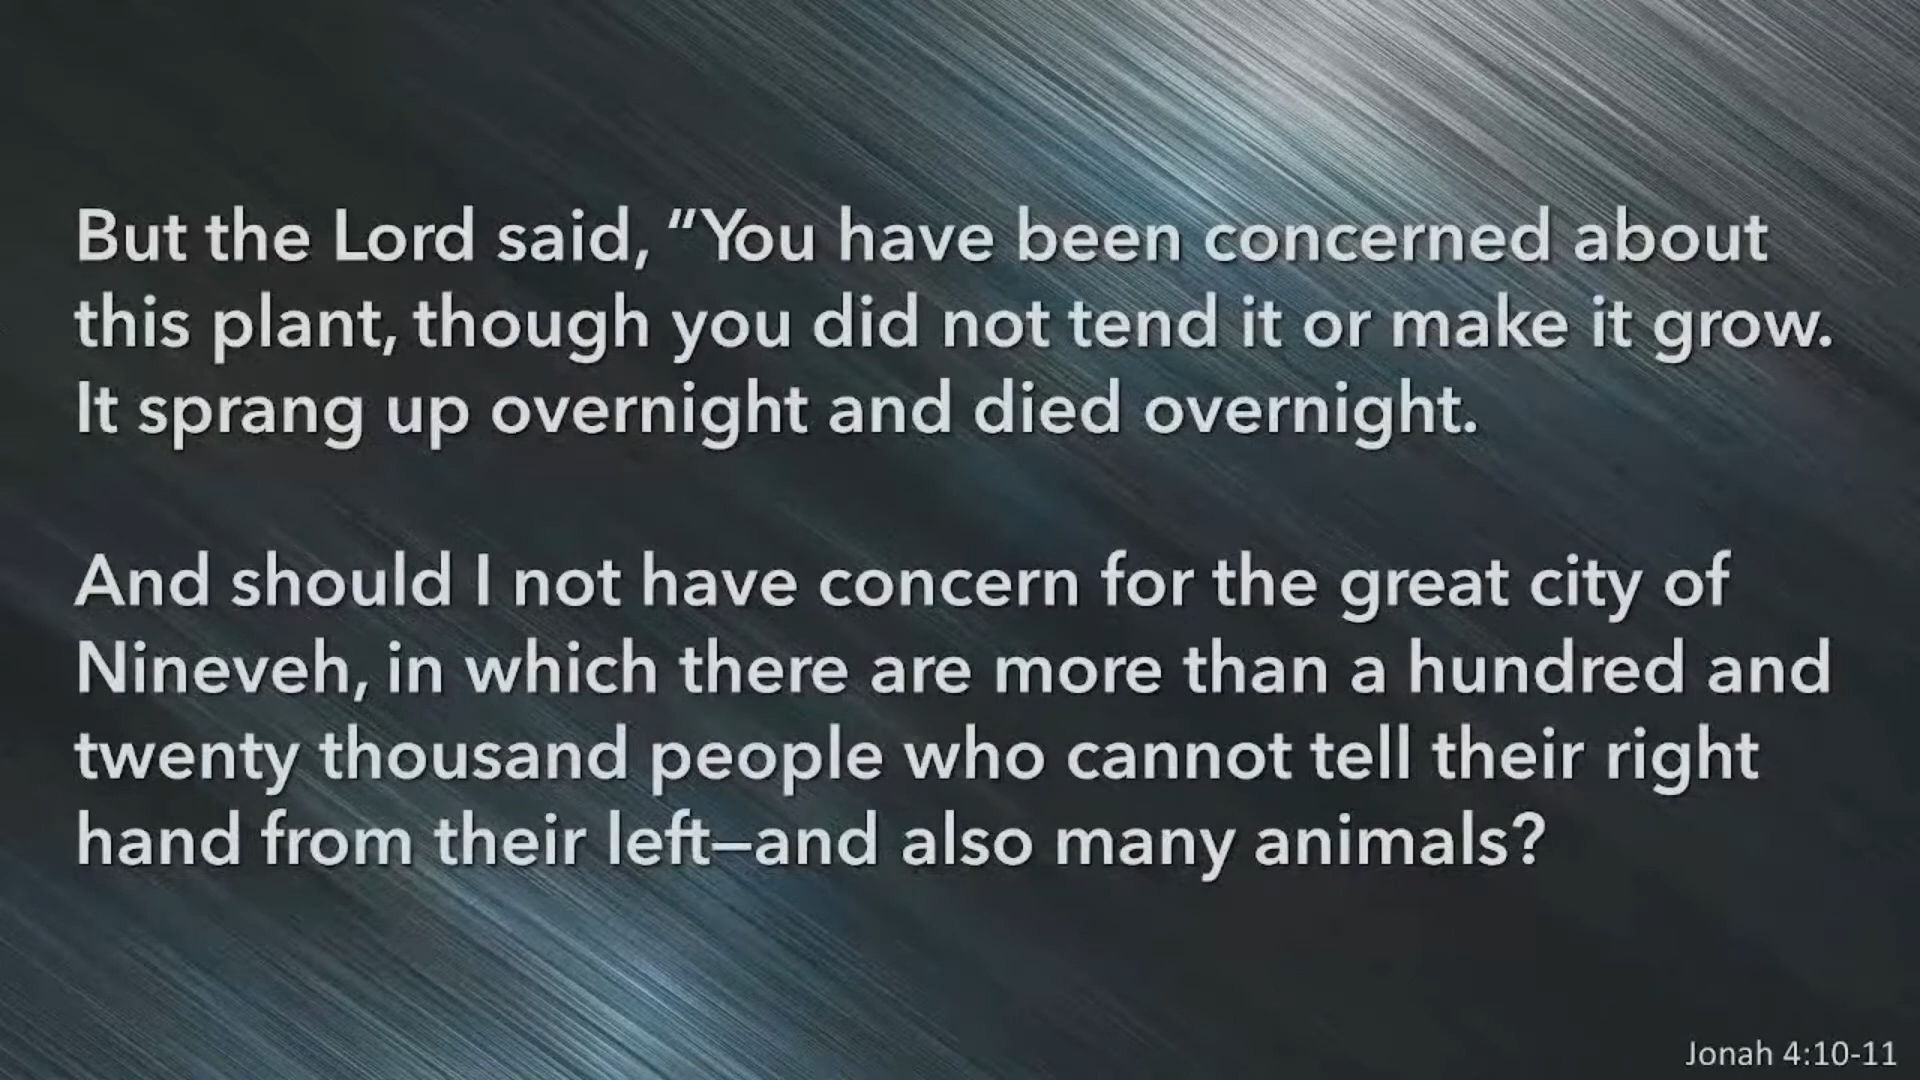 But the Lord said, “You have been concerned about
this plant, though you did not tend it or make it grow.
It sprang up overnight and died overnight.
And should I not have concern for the great city of
Nineveh, in which there are more than a hundred and
twenty thousand people who cannot tell their right
hand from their left—and also many animals?
Jonah 4:10-11